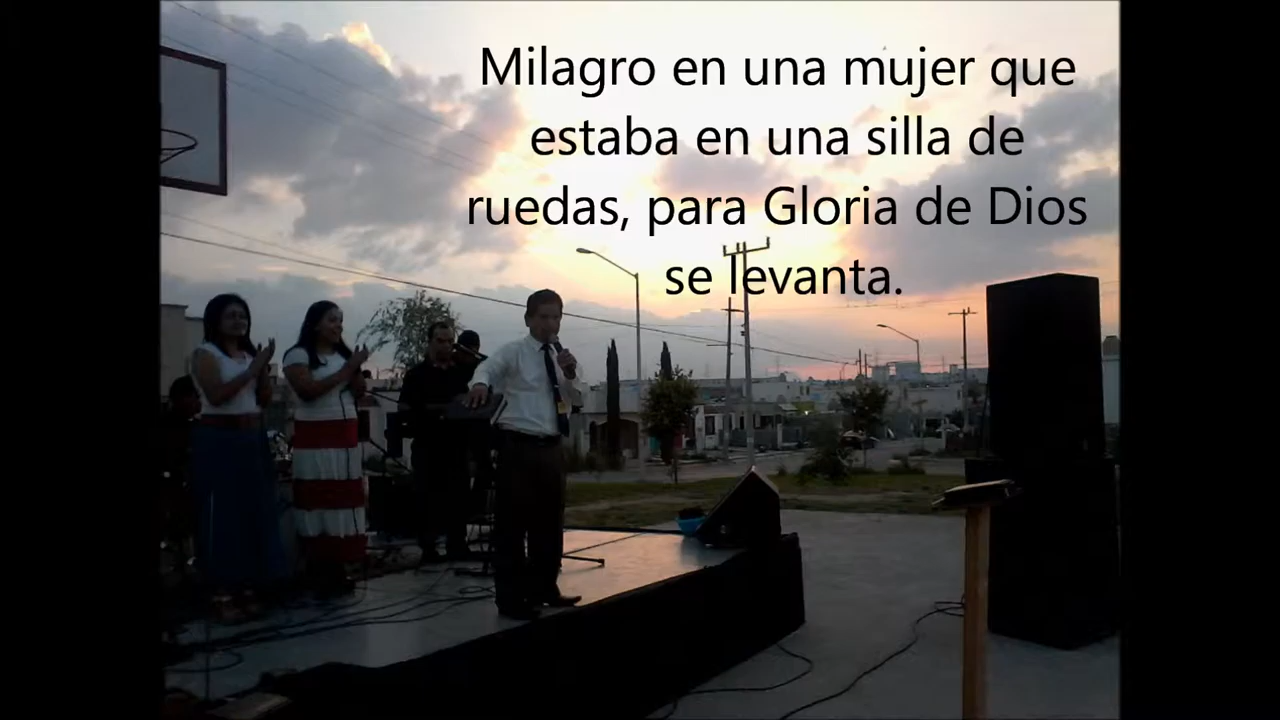 Milagro en una mujer que
estaba en una silla de
ruedas, para Gloria de Dios
se levanta.